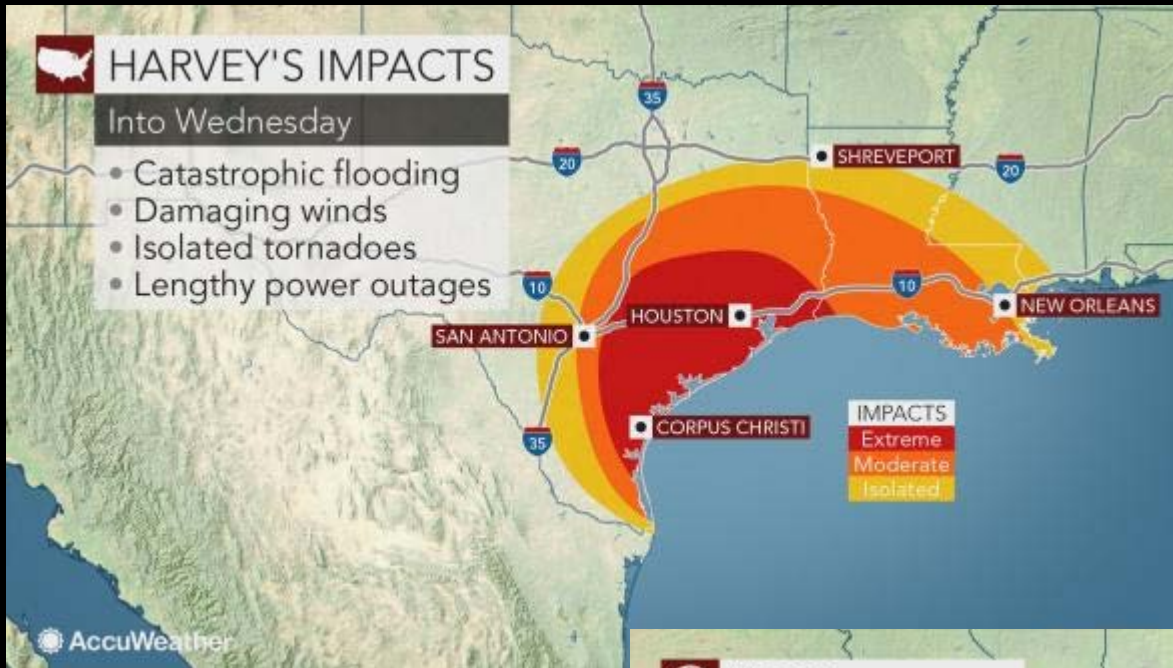 HARVEY'S IMPACTS
Into Wednesday
• Catastrophic flooding
• Damaging winds
• Isolated tornadoes
• Lengthy power outages
35
20
SHREVEPORT
20
10
10
HOUSTON
NEW ORLEANS
SAN ANTONIO
35
CORPUS CHRISTI
IMPACTS
Extreme
Moderate
Isolated
AccuWeather